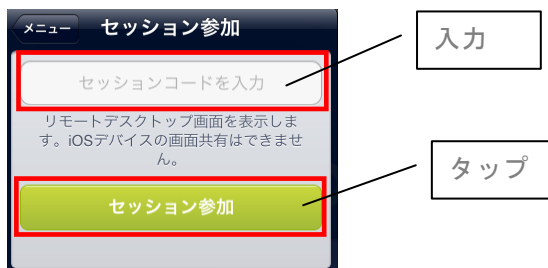 メニュー
セッション参加
入力
セッションコードを入力
リモートデスクトップ画面を表示しま
す。iOSデバイスの画面共有はできませ
ん。
タップ
セッション参加